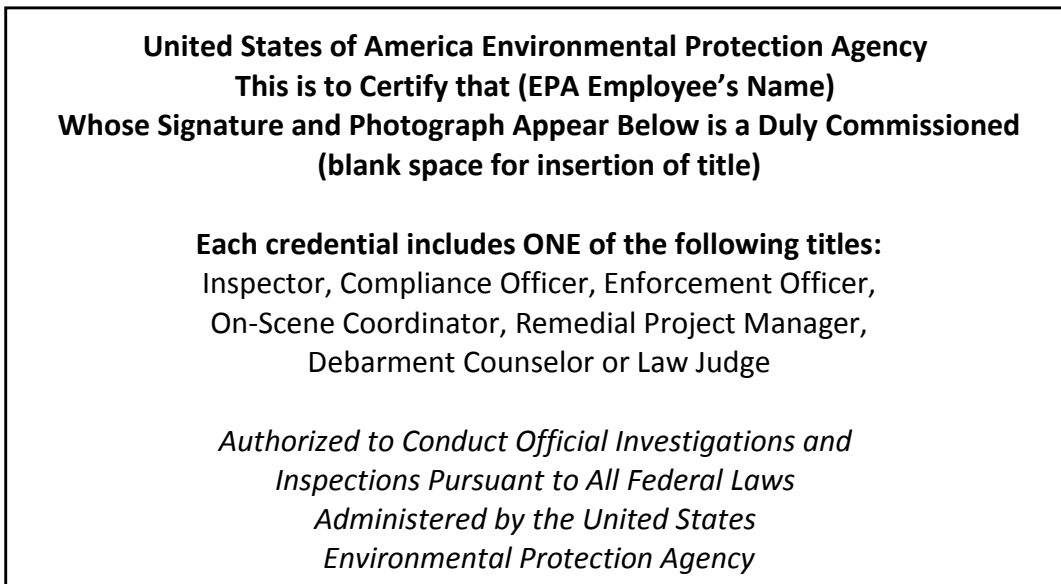 United States of America Environmental Protection Agency
This is to Certify that (EPA Employee’s Name)
Whose Signature and Photograph Appear Below is a Duly Commissioned
(blank space for insertion of title)
Each credential includes ONE of the following titles:
Inspector, Compliance Officer, Enforcement Officer,
On-Scene Coordinator, Remedial Project Manager,
Debarment Counselor or Law Judge
Authorized to Conduct Official Investigations and
Inspections Pursuant to All Federal Laws
Administered by the United States
Environmental Protection Agency